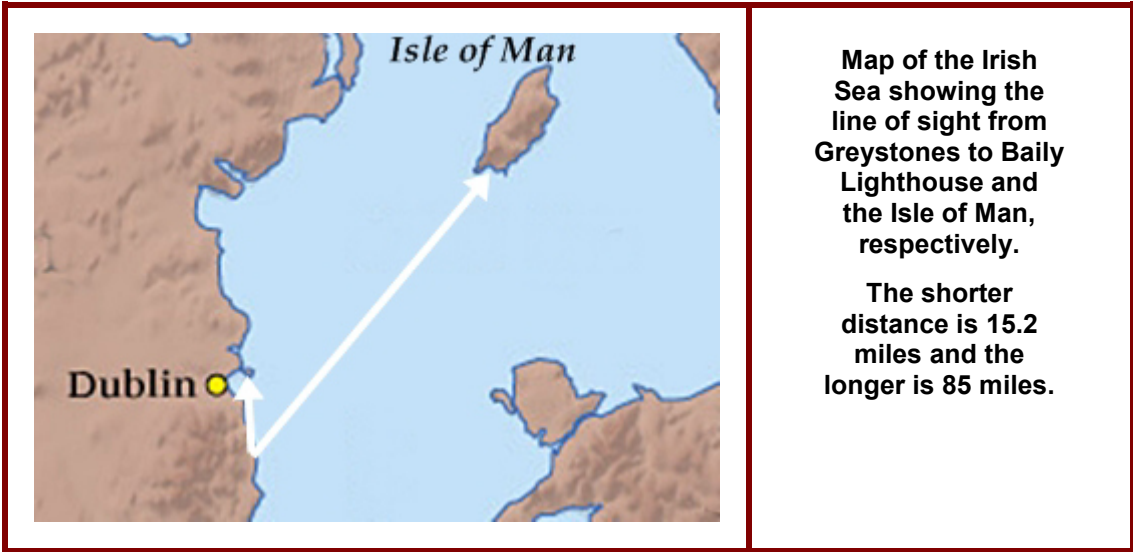 Isle of Man
Dublin
Map of the Irish
Sea showing the
line of sight from
Greystones to Baily
Lighthouse and
the Isle of Man,
respectively.
The shorter
distance is 15.2
miles and the
longer is 85 miles.